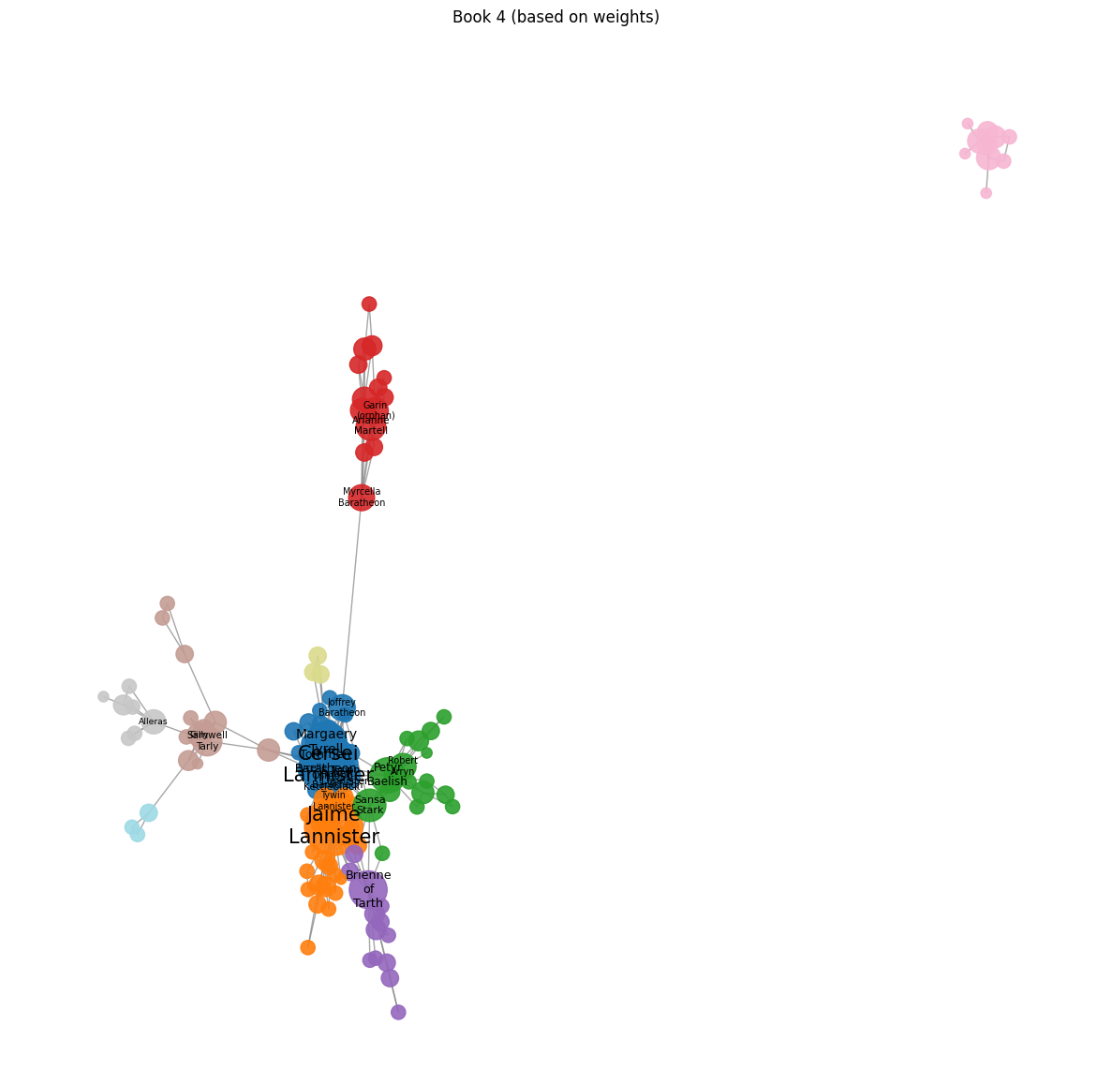 Book 4 (based on weights)
Garin
(orphan)
Arianne
Martell
Myrcella
Baratheon
Joffrey
Baratheon
Alleras
Samwell
Tarly
Margaery
Tyrell
Cersei
Lannister
Robert
Arryn
Petyr
Baelish
Tywin
Lannister
Sansa
Stark
Jaime
Lannister
Brienne
of
Tarth